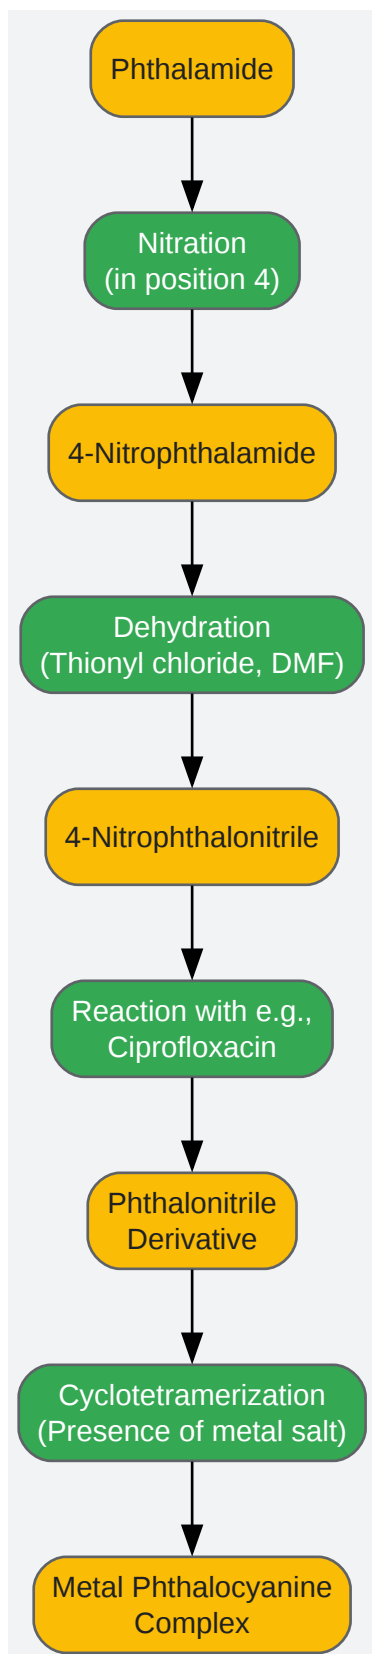 Phthalamide
Nitration
(in position 4)
4-Nitrophthalamide
Dehydration
(Thionyl chloride, DMF)
4-Nitrophthalonitrile
Reaction with e.g.,
Ciprofloxacin
Phthalonitrile
Derivative
Cyclotetramerization
(Presence of metal salt)
Metal Phthalocyanine
Complex